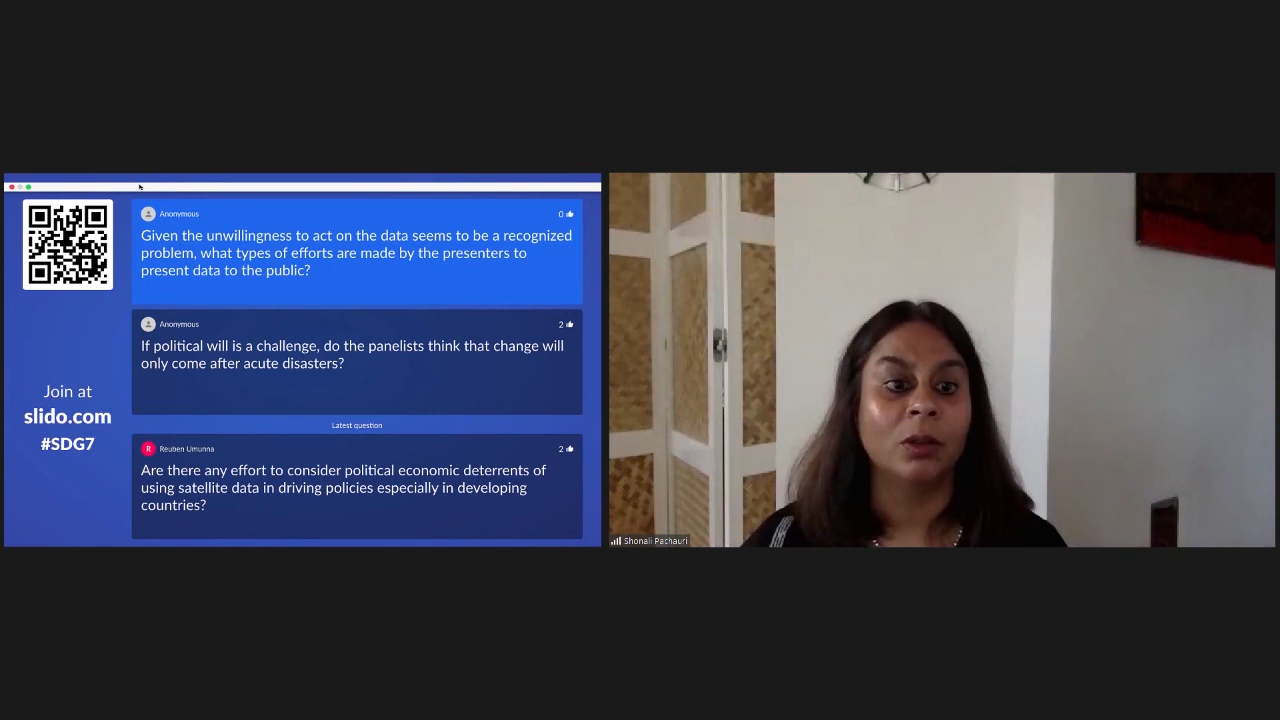 Anonymous
0
Given the unwillingness to act on the data seems to be a recognized
problem, what types of efforts are made by the presenters to
present data to the public?
Anonymous
2
If political will is a challenge, do the panelists think that change will
only come after acute disasters?
Join at
slido.com
#SDG7
Latest question
R
Reuben Umunna
2
Are there any effort to consider political economic deterrents of
using satellite data in driving policies especially in developing
countries?
Shonali Pachauri